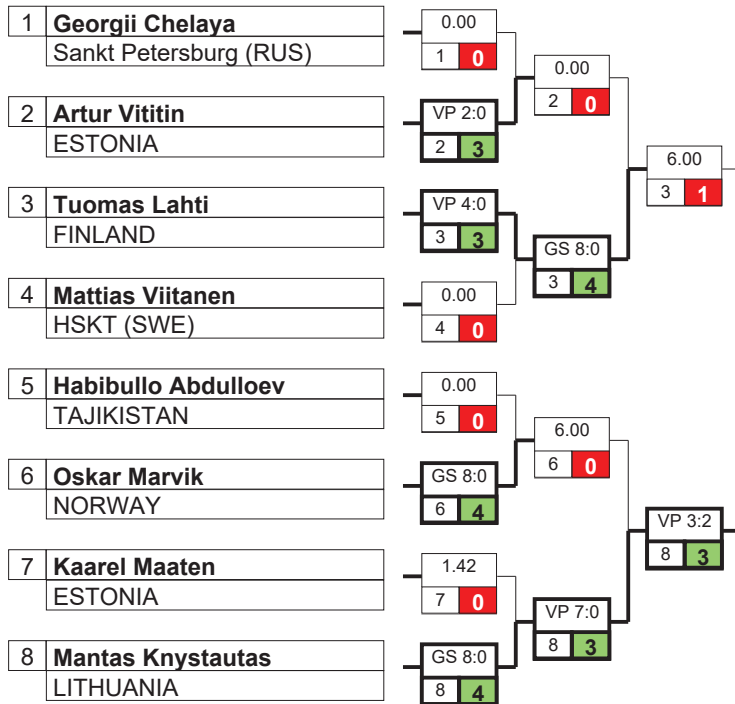 1 Georgii Chelaya
Sankt Petersburg (RUS)
0.00
1 0
0.00
2 0
2 Artur Vititin
ESTONIA
VP 2:0
2 3
6.00
3 1
3 Tuomas Lahti
FINLAND
VP 4:0
3 3
GS 8:0
3 4
4 Mattias Viitanen
HSKT (SWE)
0.00
4 0
5 Habibullo Abdulloev
TAJIKISTAN
0.00
5 0
6.00
6 0
6 Oskar Marvik
NORWAY
GS 8:0
6 4
VP 3:2
8 3
7 Kaarel Maaten
ESTONIA
1.42
7 0
VP 7:0
8 3
8 Mantas Knystautas
LITHUANIA
GS 8:0
8 4